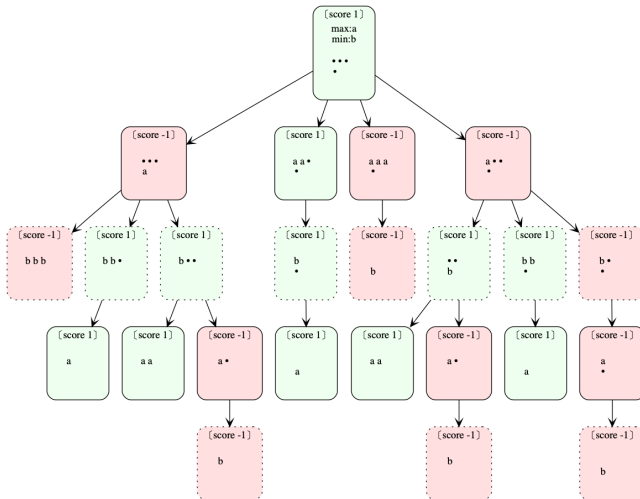 〔score 1〕
max:a
min:b
•••
•
〔score -1〕
•••
a
〔score 1〕
a a •
•
〔score -1〕
a a a
•
〔score -1〕
a • •
•
〔score -1〕
b b b
〔score 1〕
b b •
〔score 1〕
b • •
〔score 1〕
b
•
〔score -1〕
b
〔score 1〕
• •
b
〔score 1〕
b b
•
〔score -1〕
b •
•
〔score 1〕
a
〔score 1〕
a a
〔score -1〕
a •
〔score 1〕
a
〔score 1〕
a a
〔score -1〕
a •
〔score 1〕
a
〔score -1〕
a
•
〔score -1〕
b
〔score -1〕
b
〔score -1〕
b